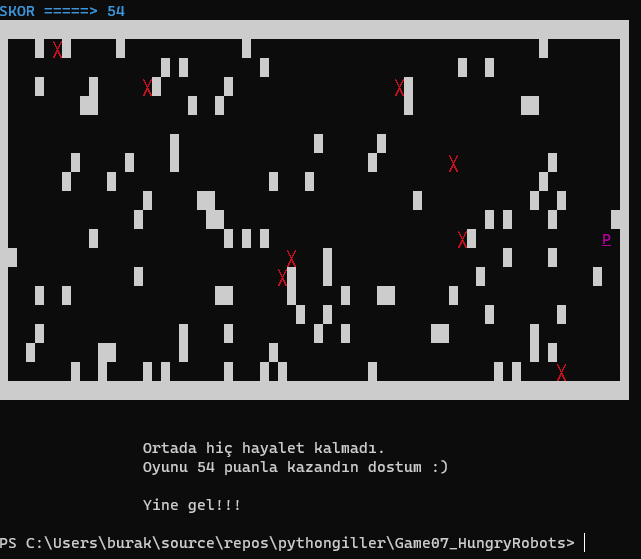 SKOR =====> 54
X
X
X
X
X
P
X
X
X
Ortada hiç hayalet kalmadı.
Oyunu 54 puanla kazandın dostum :)
Yine gel!!!
PS C:\Users\burak\source\repos\pythongiller\Game07_HungryRobots>